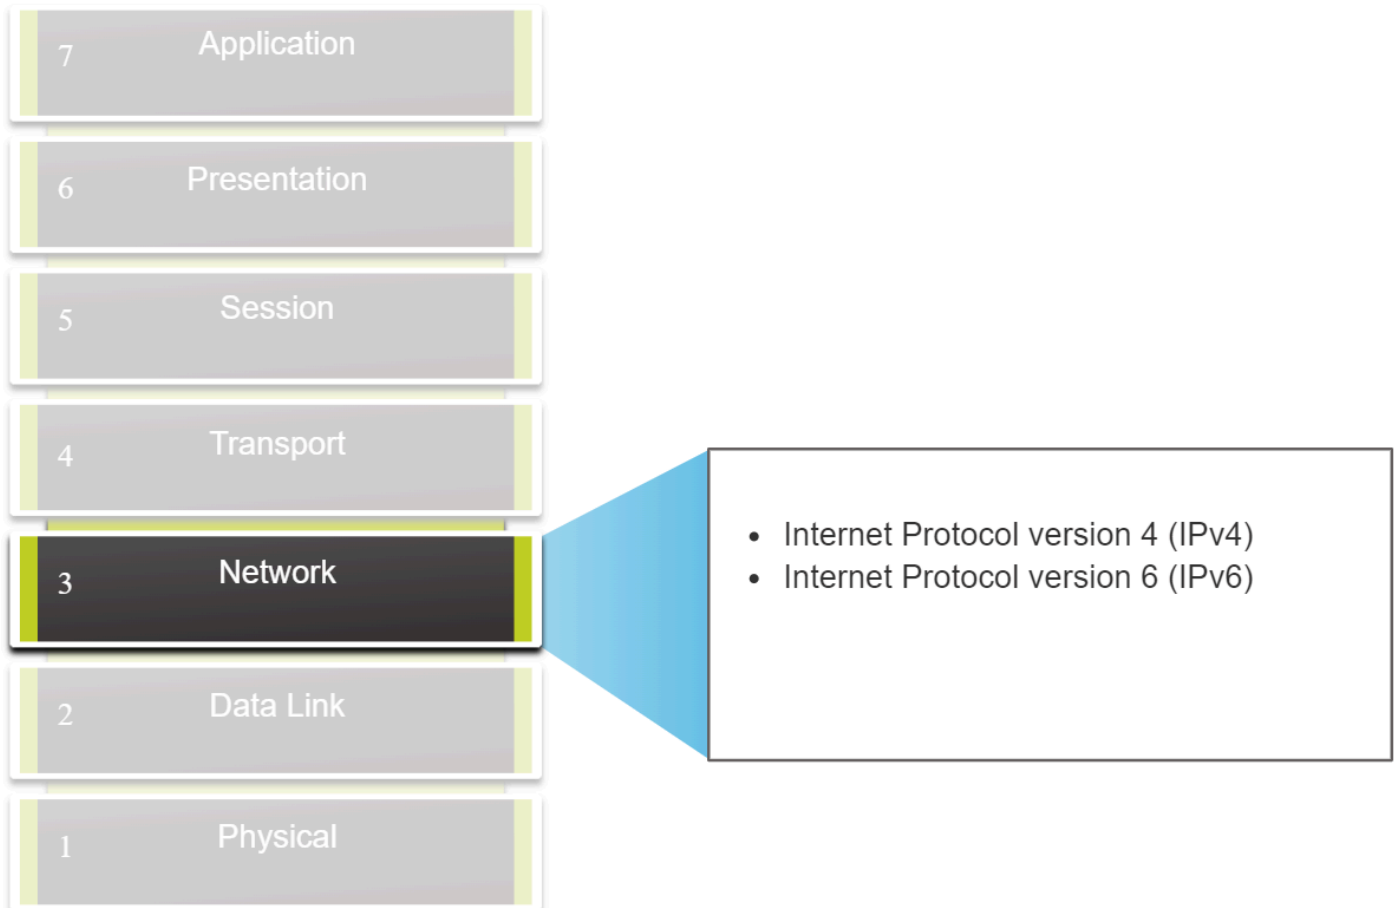 7 Application
6 Presentation
5 Session
4 Transport
3 Network
2 Data Link
1 Physical
• Internet Protocol version 4 (IPv4)
• Internet Protocol version 6 (IPv6)